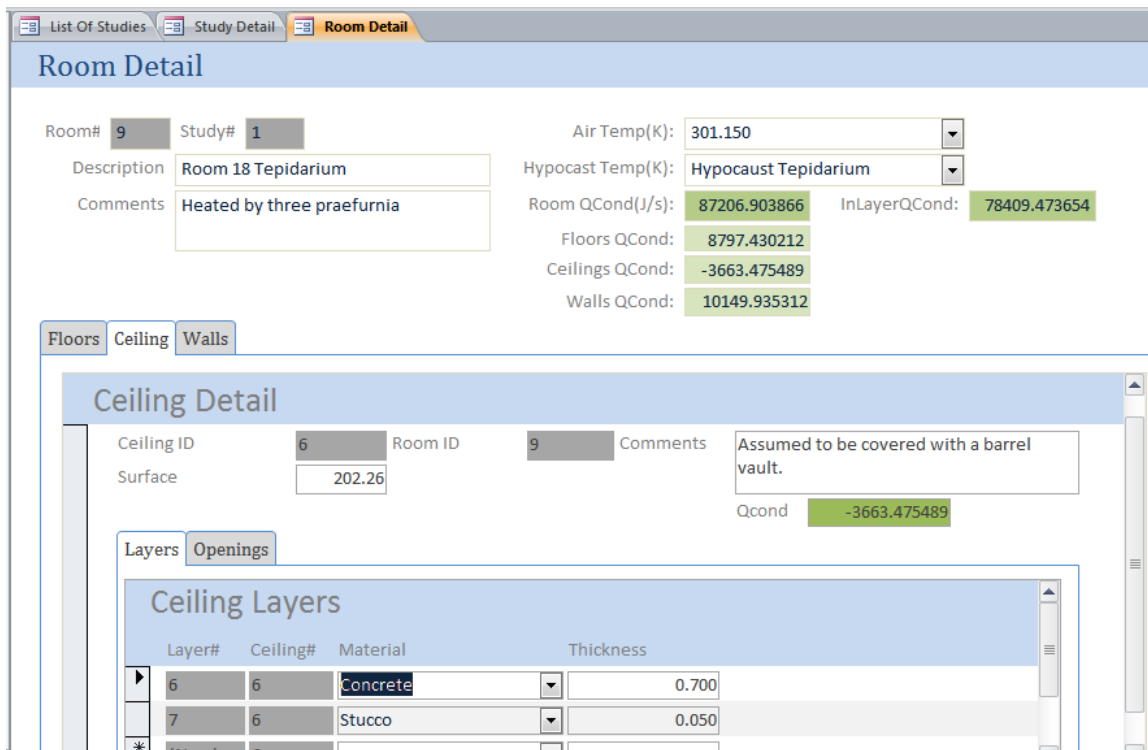 List Of Studies Study Detail Room Detail
Room Detail
Room# 9 Study# 1 Air Temp(K): 301.150
Description Room 18 Tepidarium Hypocast Temp(K): Hypocaust Tepidarium
Comments Heated by three praefurnia Room QCond(J/s): 87206.903866 InLayerQCond: 78409.473654
Floors QCond: 8797.430212
Ceilings QCond: -3663.475489
Walls QCond: 10149.935312
Floors Ceiling Walls
Ceiling Detail
Ceiling ID 6 Room ID 9 Comments Assumed to be covered with a barrel
vault.
Surface 202.26
Qcond -3663.475489
Layers Openings
Ceiling Layers
Layer# Ceiling# Material Thickness
6 6 Concrete 0.700
7 6 Stucco 0.050